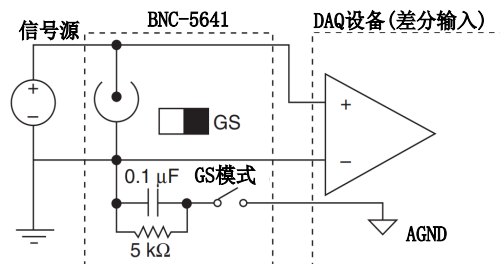 信号源
BNC-5641
DAQ设备(差分输入)
+
−
GS
+
−
0.1 μF
GS模式
5 kΩ
AGND